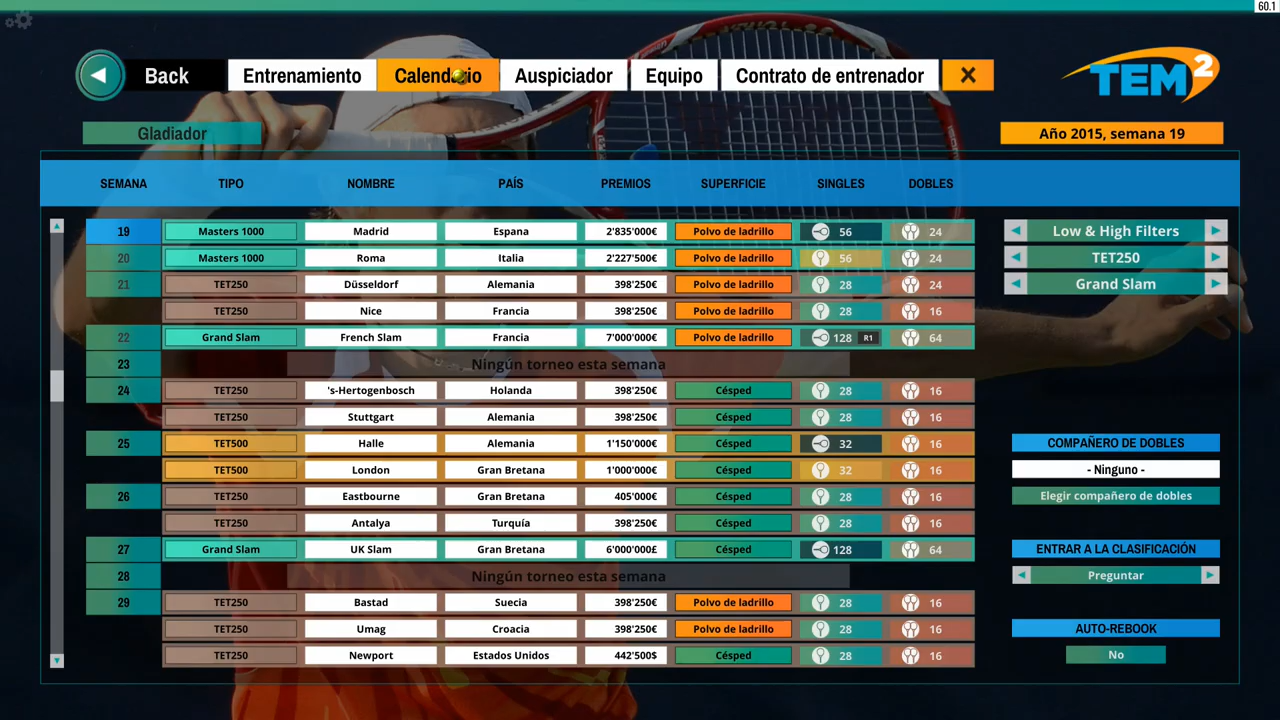 60.1
Back Entrenamiento Calendario Auspiciador Equipo Contrato de entrenador X
TEM2
Gladiador Año 2015, semana 19
SEMANA TIPO NOMBRE PAÍS PREMIOS SUPERFICIE SINGLES DOBLES
19 Masters 1000 Madrid Espana 2'835'000€ Polvo de ladrillo 56 24 Low & High Filters
20 Masters 1000 Roma Italia 2'227'500€ Polvo de ladrillo 56 24 TET250
21 TET250 Düsseldorf Alemania 398'250€ Polvo de ladrillo 28 24 Grand Slam
TET250 Nice Francia 398'250€ Polvo de ladrillo 28 16
22 Grand Slam French Slam Francia 7'000'000€ Polvo de ladrillo 128 R1 64
23 Ningún torneo esta semana
24 TET250 's-Hertogenbosch Holanda 398'250€ Césped 28 16
TET250 Stuttgart Alemania 398'250€ Césped 28 16
25 TET500 Halle Alemania 1'150'000€ Césped 32 16 COMPAÑERO DE DOBLES
TET500 London Gran Bretana 1'000'000€ Césped 32 16 - Ninguno -
26 TET250 Eastbourne Gran Bretana 405'000€ Césped 28 16 Elegir compañero de dobles
TET250 Antalya Turquía 398'250€ Césped 28 16
27 Grand Slam UK Slam Gran Bretana 6'000'000£ Césped 128 64 ENTRAR A LA CLASIFICACIÓN
28 Ningún torneo esta semana Preguntar
29 TET250 Bastad Suecia 398'250€ Polvo de ladrillo 28 16
TET250 Umag Croacia 398'250€ Polvo de ladrillo 28 16 AUTO-REBOOK
TET250 Newport Estados Unidos 442'500$ Césped 28 16 No